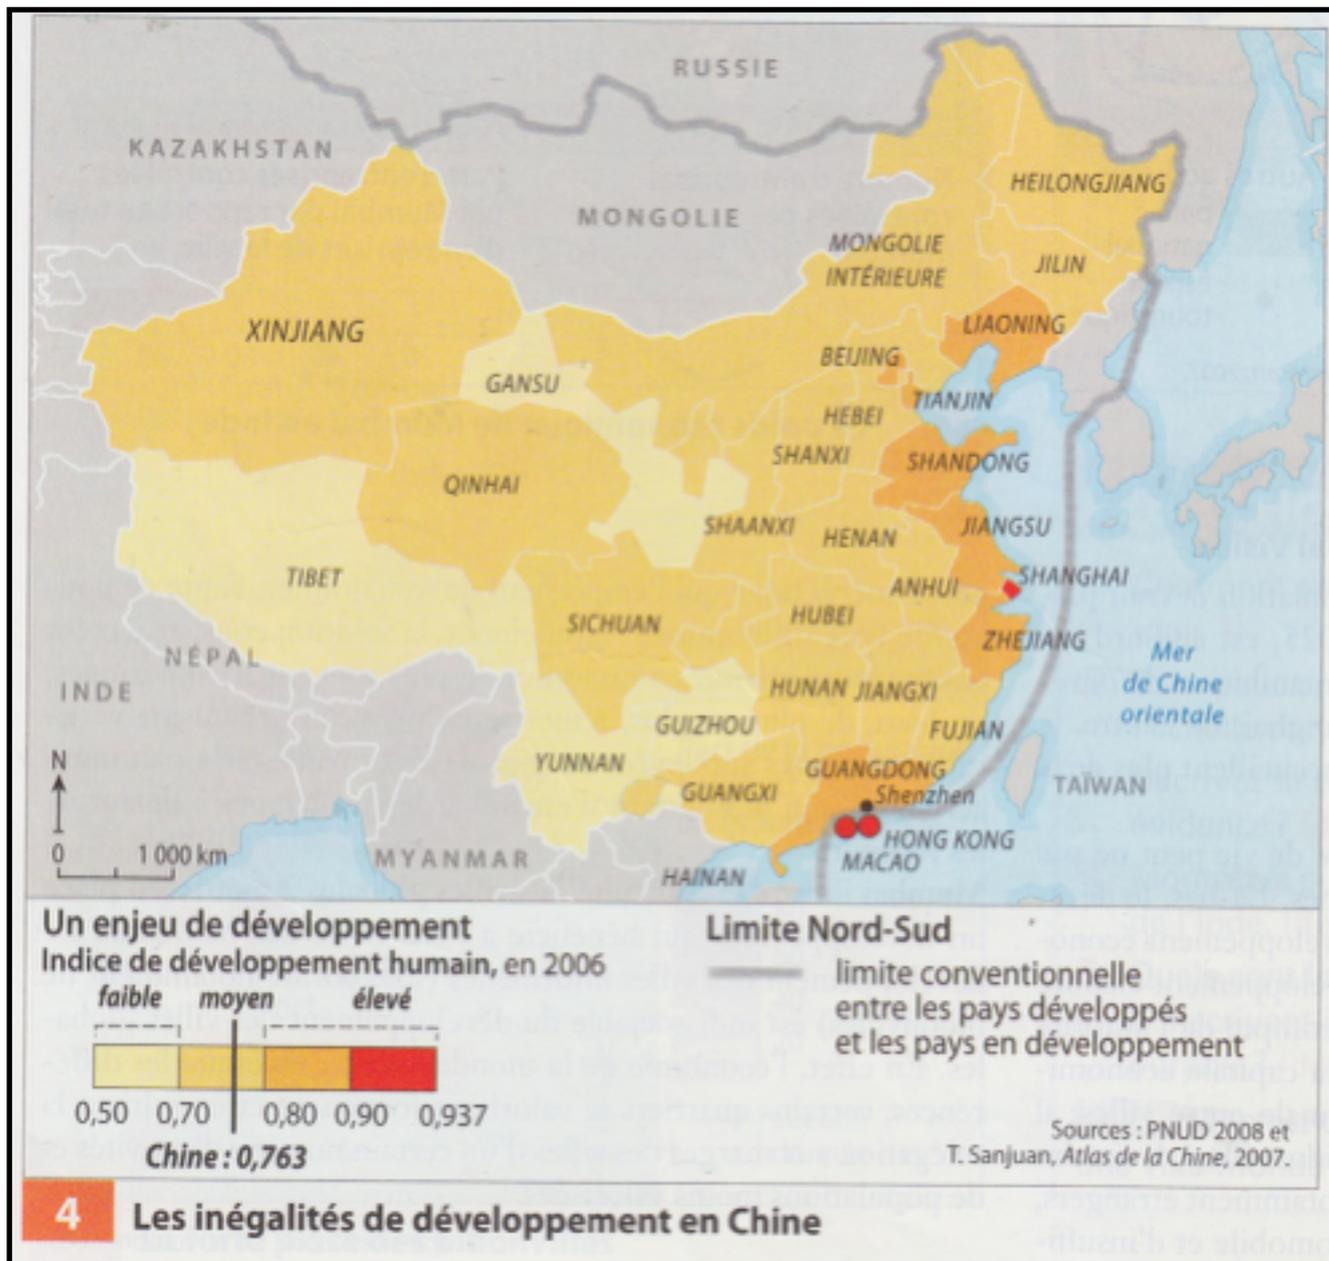 RUSSIE
KAZAKHSTAN
MONGOLIE
HEILONGJIANG
MONGOLIE
INTÉRIEURE
JILIN
XINJIANG
LIAONING
BEIJING
GANSU
TIANJIN
HEBEI
SHANXI
SHANDONG
QINHAI
SHAANXI
HENAN
JIANGSU
TIBET
ANHUI
SHANGHAI
SICHUAN
HUBEI
ZHEJIANG
NÉPAL
INDE
Mer
de Chine
orientale
HUNAN
JIANGXI
GUIZHOU
FUJIAN
YUNNAN
GUANGDONG
GUANGXI
Shenzhen
TAÏWAN
HONG KONG
MACAO
MYANMAR
HAINAN
N
0 1 000 km
Un enjeu de développement
Indice de développement humain, en 2006
faible moyen élevé
0,50 0,70 0,80 0,90 0,937
Chine : 0,763
Limite Nord-Sud
limite conventionnelle
entre les pays développés
et les pays en développement
Sources : PNUD 2008 et
T. Sanjuan, Atlas de la Chine, 2007.
4 Les inégalités de développement en Chine